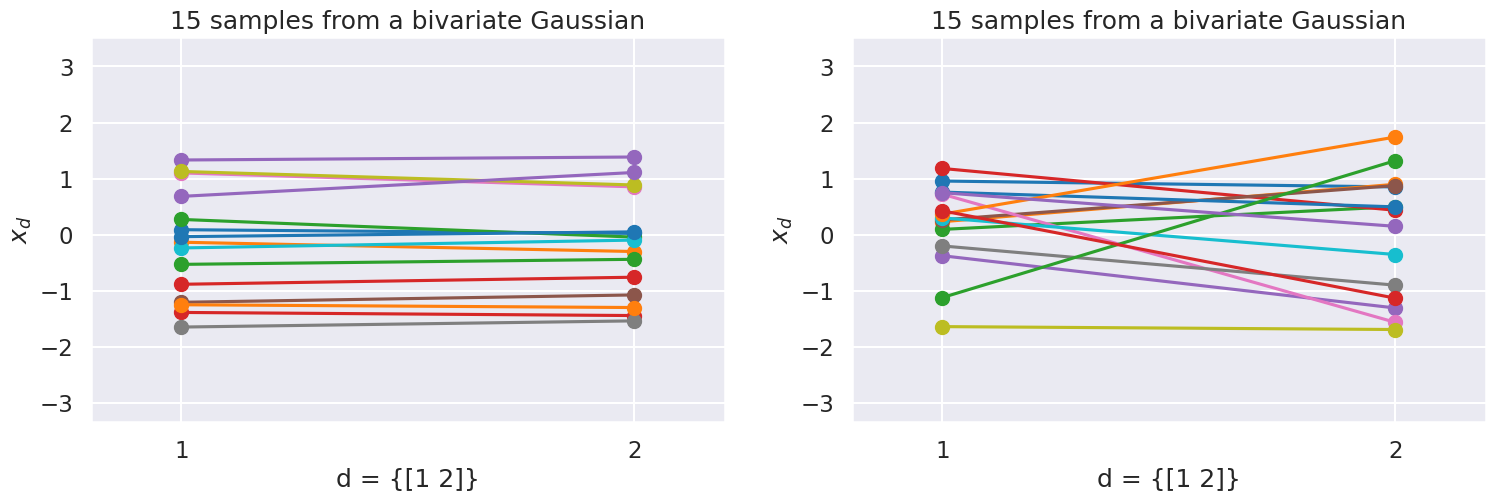 15 samples from a bivariate Gaussian
3
2
1
0
−1
−2
−3
x_d
1 2
d = {[1 2]}
15 samples from a bivariate Gaussian
3
2
1
0
−1
−2
−3
x_d
1 2
d = {[1 2]}